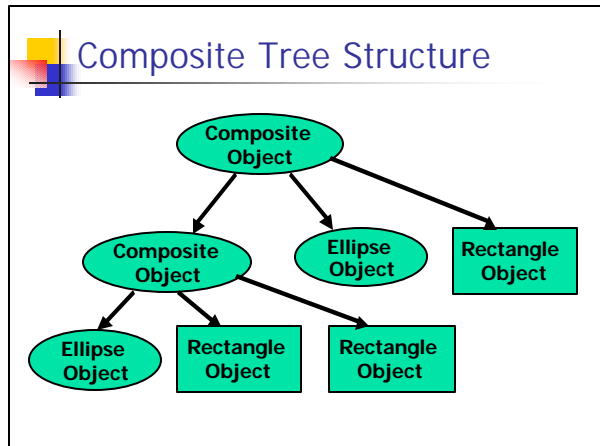 Composite Tree Structure
Composite
Object
Composite
Object
Ellipse
Object
Rectangle
Object
Ellipse
Object
Rectangle
Object
Rectangle
Object